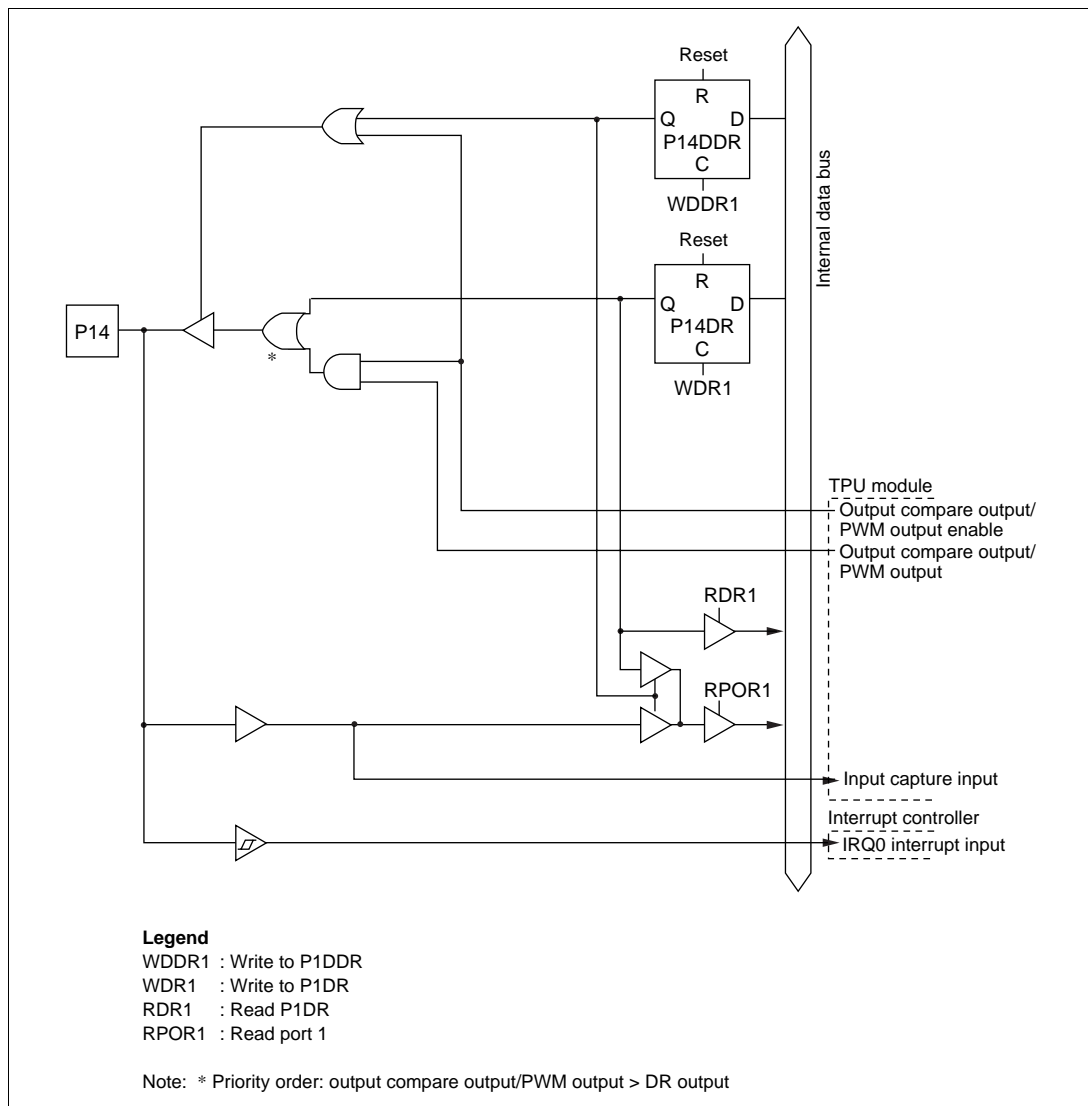 Reset
R
Q D
P14DDR
C
WDDR1
Internal data bus
Reset
R
Q D
P14DR
C
WDR1
P14
*
TPU module
Output compare output/
PWM output enable
Output compare output/
PWM output
RDR1
RPOR1
Input capture input
Interrupt controller
IRQ0 interrupt input
Legend
WDDR1 : Write to P1DDR
WDR1 : Write to P1DR
RDR1 : Read P1DR
RPOR1 : Read port 1
Note: * Priority order: output compare output/PWM output > DR output